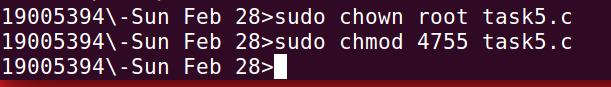 19005394\-Sun Feb 28>sudo chown root task5.c
19005394\-Sun Feb 28>sudo chmod 4755 task5.c
19005394\-Sun Feb 28>